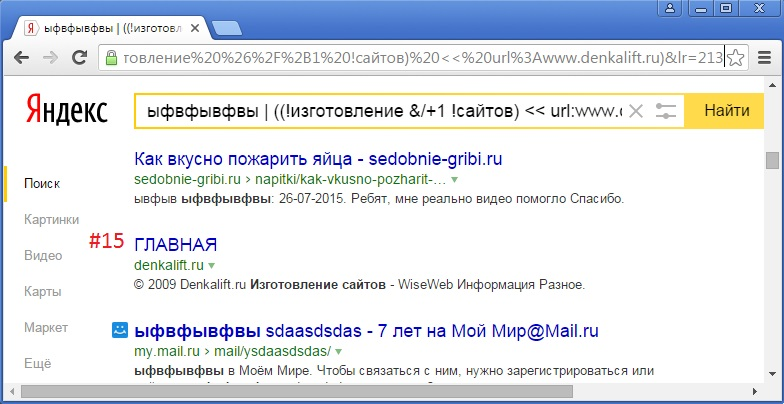 ыфвфывфвы | ((!изготовл
товление%20%26%2F%2B1%20!сайтов)%20<<%20url%3Awww.denkalift.ru)&lr=213
Яндекс
ыфвфывфвы | ((!изготовление &/+1 !сайтов) << url:www.
Найти
Как вкусно пожарить яйца - sedobnie-gribi.ru
sedobnie-gribi.ru › napitki/kak-vkusno-pozharit-…
ывфыв ыфвфывфвы: 26-07-2015. Ребят, мне реально видео помогло Спасибо.
Поиск
Картинки
#15
ГЛАВНАЯ
Видео
denkalift.ru
© 2009 Denkalift.ru Изготовление сайтов - WiseWeb Информация Разное.
Карты
Маркет
ыфвфывфвы sdaasdsdas - 7 лет на Мой Мир@Mail.ru
my.mail.ru › mail/ysdaasdsdas/
Ещё
ыфвфывфвы в Моём Мире. Чтобы связаться с ним, нужно зарегистрироваться или